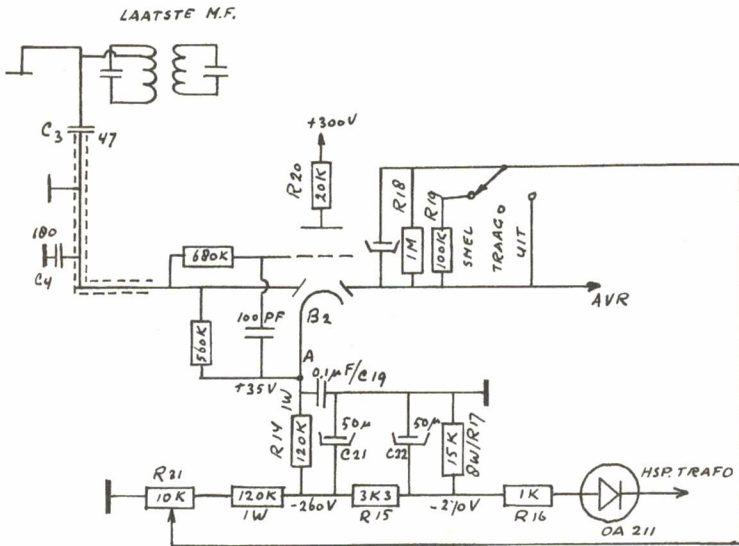 LAATSTE M.F.
C3
47
+300V
R20
20K
R18
1M
R19
100K
SNEL
TRAAG
UIT
180
C4
680K
AVR
B2
100PF
560K
A
+35V
0.1µF/C19
1W
R14
120K
50µ
C21
50µ
C22
15K
8W/R17
R31
10K
120K
1W
-260V
3K3
R15
-270V
1K
R16
OA 211
HSP. TRAFO